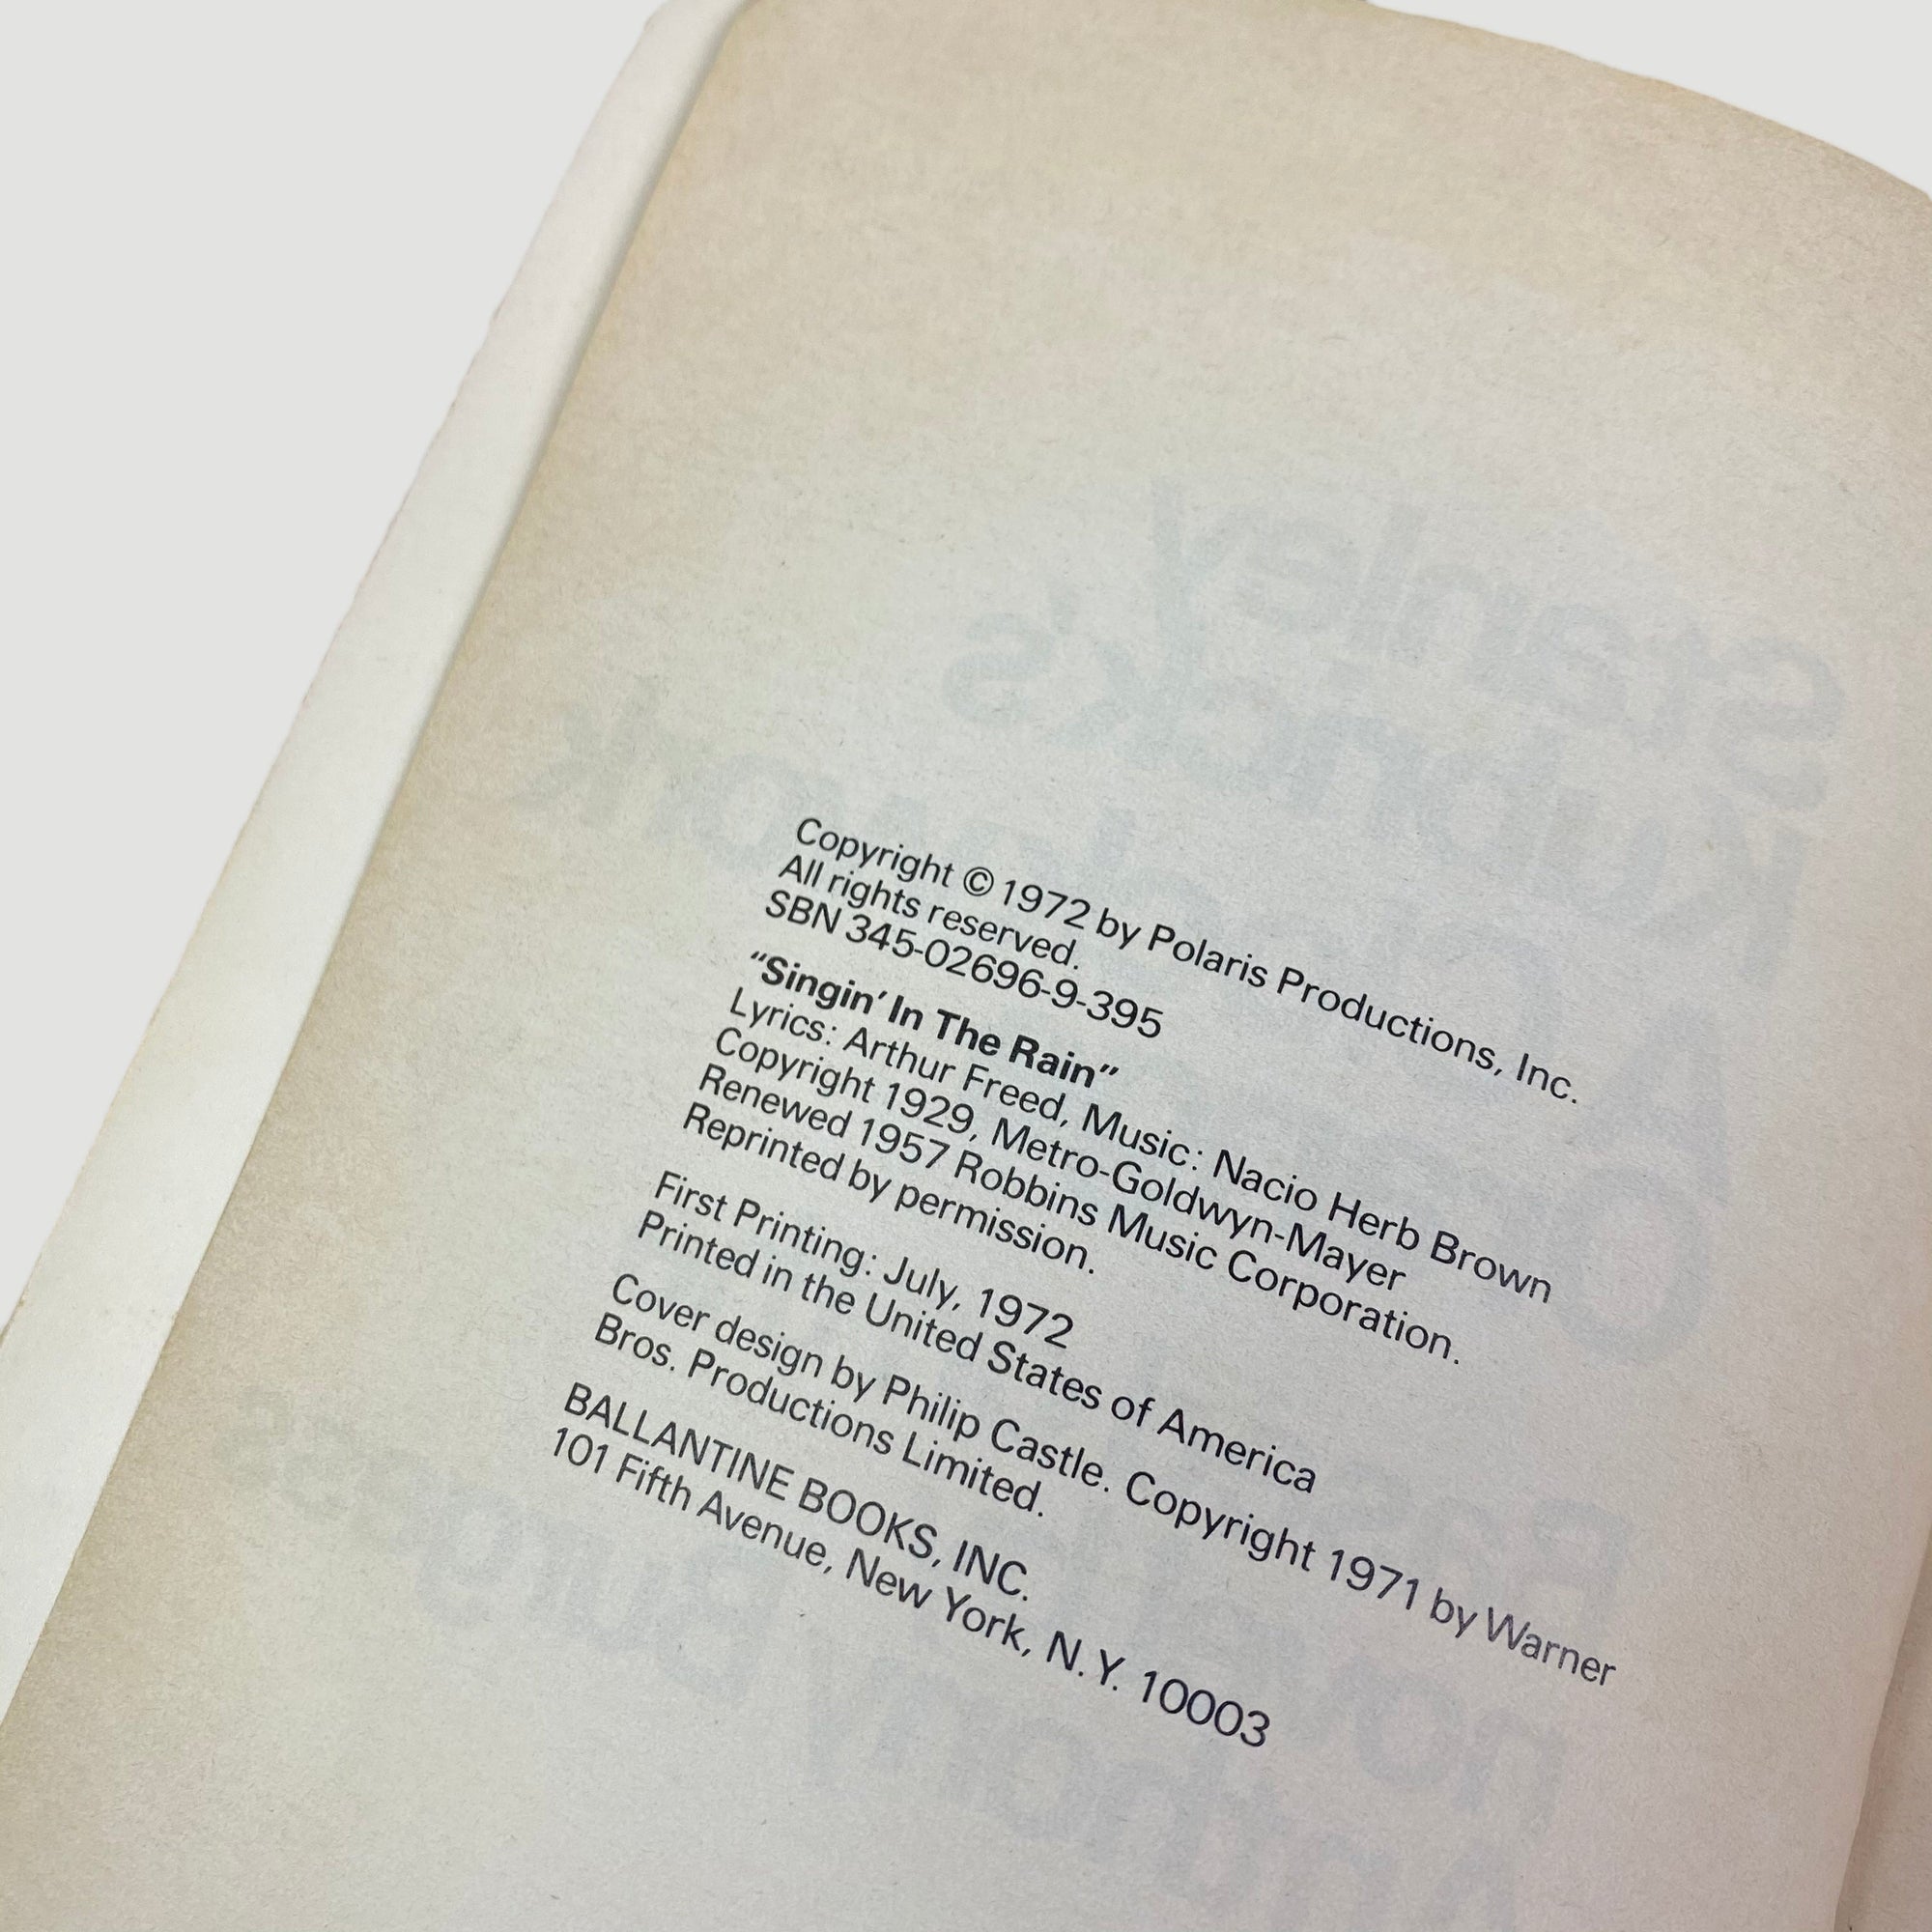 Copyright © 1972 by Polaris Productions, Inc.
All rights reserved.
SBN 345-02696-9-395
“Singin’ In The Rain”
Lyrics: Arthur Freed, Music: Nacio Herb Brown
Copyright 1929, Metro-Goldwyn-Mayer
Renewed 1957 Robbins Music Corporation.
Reprinted by permission.
First Printing: July, 1972
Printed in the United States of America
Cover design by Philip Castle. Copyright 1971 by Warner
Bros. Productions Limited.
BALLANTINE BOOKS, INC.
101 Fifth Avenue, New York, N.Y. 10003